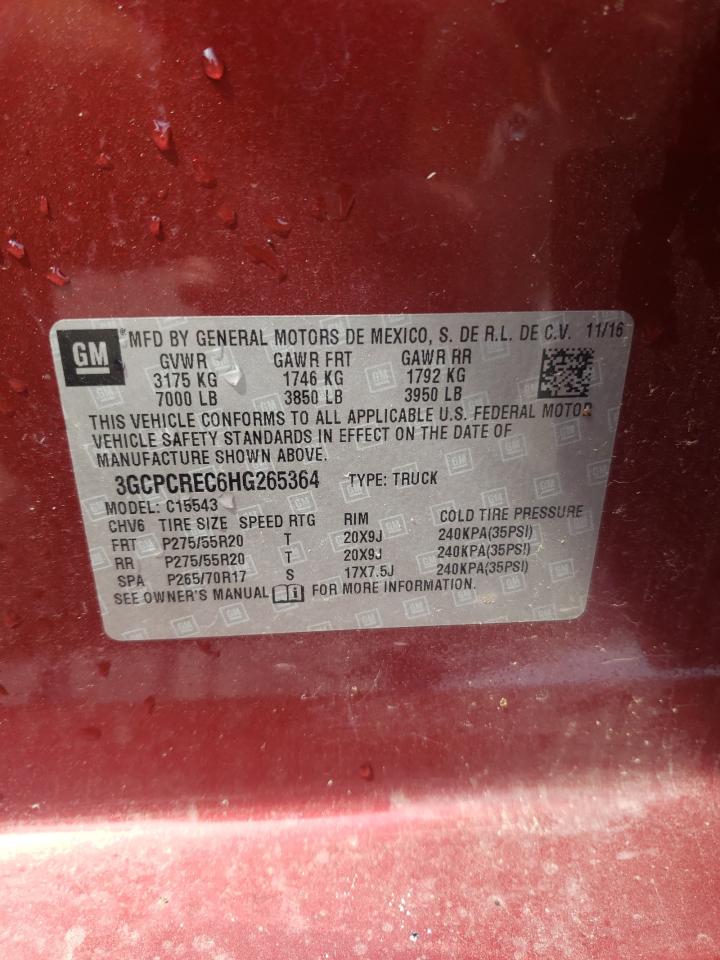 GM ® MFD BY GENERAL MOTORS DE MEXICO, S. DE R.L. DE C.V. 11/16
GVWR GAWR FRT GAWR RR
3175 KG 1746 KG 1792 KG
7000 LB 3850 LB 3950 LB
THIS VEHICLE CONFORMS TO ALL APPLICABLE U.S. FEDERAL MOTOR
VEHICLE SAFETY STANDARDS IN EFFECT ON THE DATE OF
MANUFACTURE SHOWN ABOVE.
3GCPCREC6HG265364 TYPE: TRUCK
MODEL: C15543
CHV6 TIRE SIZE SPEED RTG RIM COLD TIRE PRESSURE
FRT P275/55R20 T 20X9J 240KPA(35PSI)
RR P275/55R20 T 20X9J 240KPA(35PSI)
SPA P265/70R17 S 17X7.5J 240KPA(35PSI)
SEE OWNER'S MANUAL i FOR MORE INFORMATION.